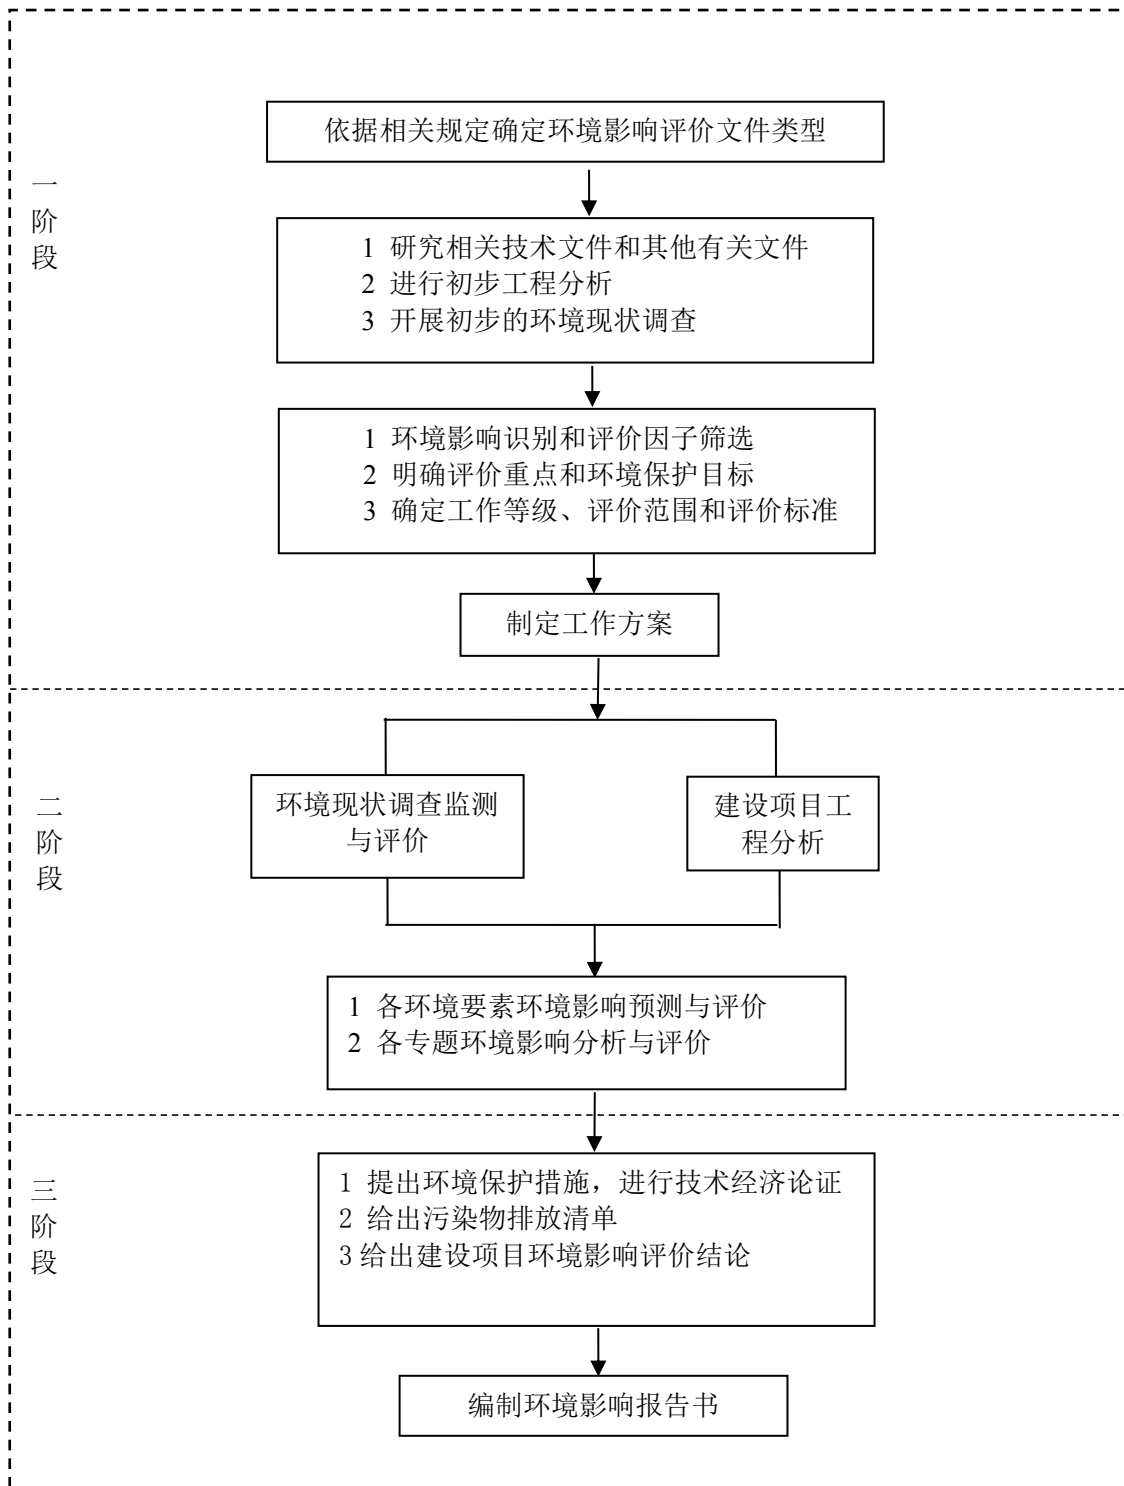 依据相关规定确定环境影响评价文件类型
一
阶
段
1 研究相关技术文件和其他有关文件
2 进行初步工程分析
3 开展初步的环境现状调查
1 环境影响识别和评价因子筛选
2 明确评价重点和环境保护目标
3 确定工作等级、评价范围和评价标准
制定工作方案
二
阶
段
环境现状调查监测
与评价
建设项目工
程分析
1 各环境要素环境影响预测与评价
2 各专题环境影响分析与评价
三
阶
段
1 提出环境保护措施，进行技术经济论证
2 给出污染物排放清单
3给出建设项目环境影响评价结论
编制环境影响报告书